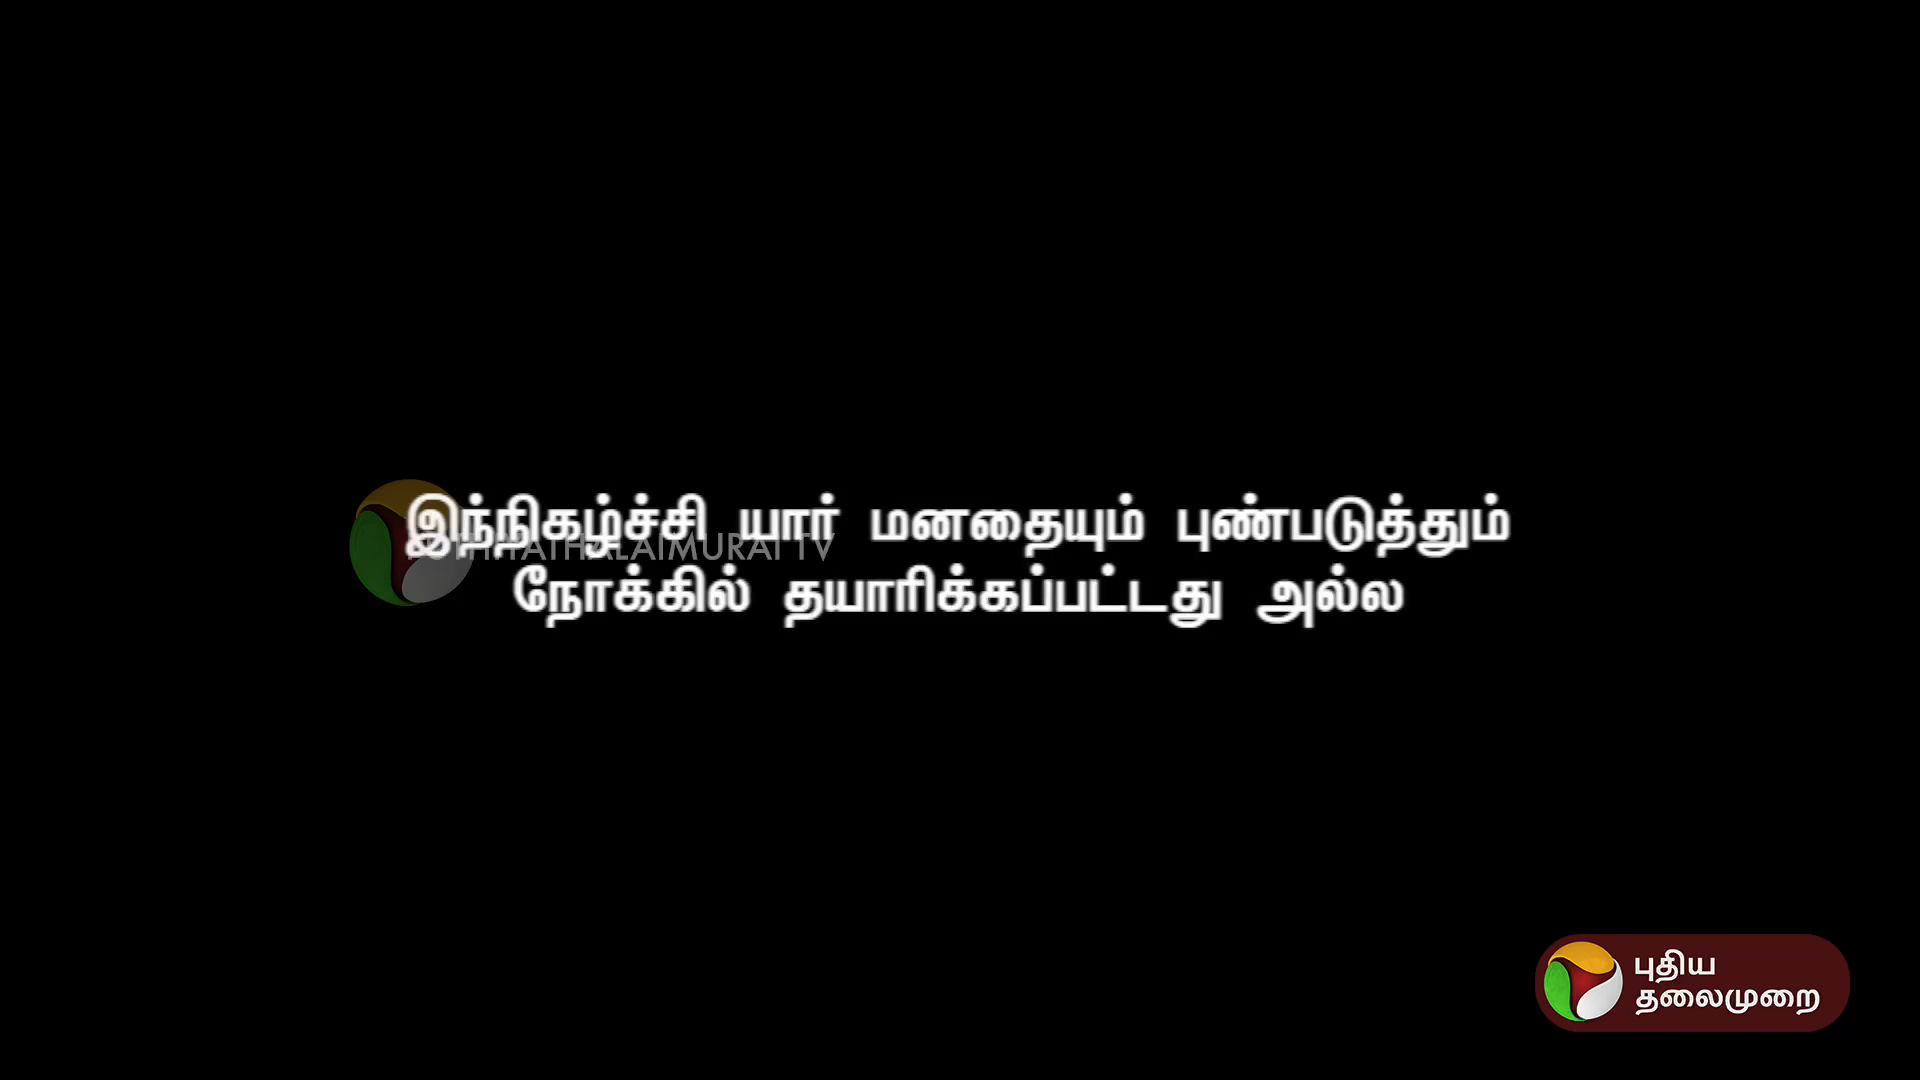 இந்நிகழ்ச்சி யார் மனதையும் புண்படுத்தும்
PUTHIYATHALAIMURAI TV
நோக்கில் தயாரிக்கப்பட்டது அல்ல
புதிய
தலைமுறை